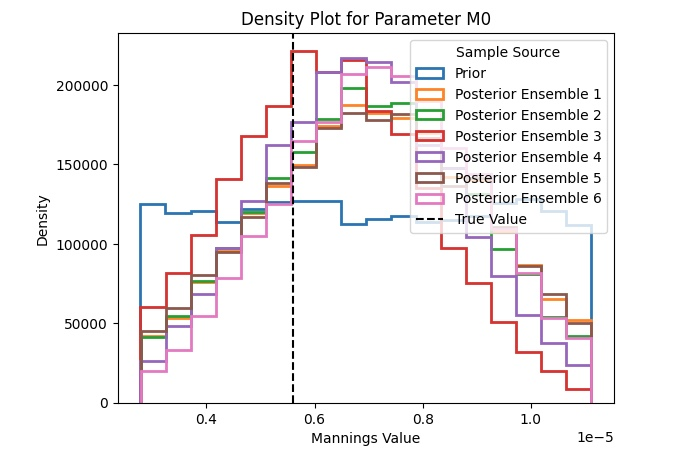 Density Plot for Parameter M0
Sample Source
Prior
Posterior Ensemble 1
Posterior Ensemble 2
Posterior Ensemble 3
Posterior Ensemble 4
Posterior Ensemble 5
Posterior Ensemble 6
True Value
Density
200000
150000
100000
50000
0
0.4 0.6 0.8 1.0
1e−5
Mannings Value